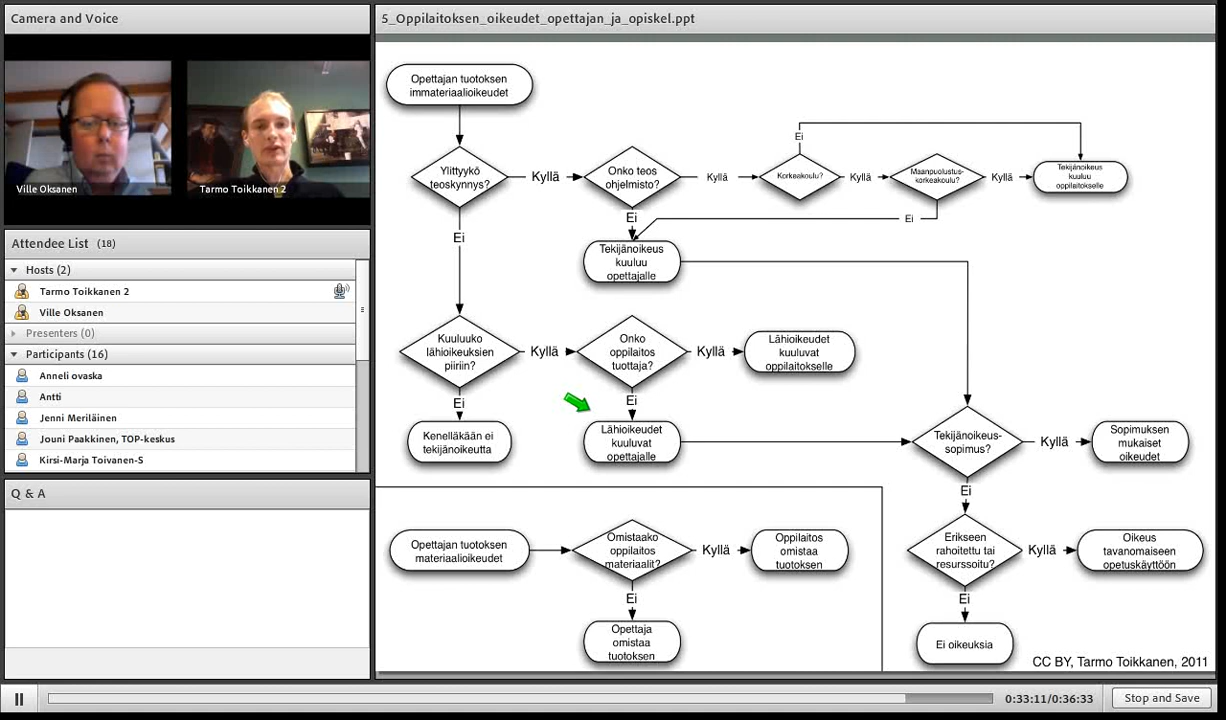 Camera and Voice
Ville Oksanen
Tarmo Toikkanen 2
Attendee List (18)
Hosts (2)
Tarmo Toikkanen 2
Ville Oksanen
Presenters (0)
Participants (16)
Anneli ovaska
Antti
Jenni Meriläinen
Jouni Paakkinen, TOP-keskus
Kirsi-Marja Toivanen-S
Q & A
5_Oppilaitoksen_oikeudet_opettajan_ja_opiskel.ppt
Opettajan tuotoksen
immateriaalioikeudet
Ylittyykö
teoskynnys?
Kyllä
Onko teos
ohjelmisto?
Kyllä
Korkeakoulu?
Ei
Kyllä
Maanpuolustus-
korkeakoulu?
Kyllä
Tekijänoikeus
kuuluu
oppilaitokselle
Ei
Ei
Ei
Tekijänoikeus
kuuluu
opettajalle
Kuuluuko
lähioikeuksien
piiriin?
Kyllä
Onko
oppilaitos
tuottaja?
Kyllä
Lähioikeudet
kuuluvat
oppilaitokselle
Ei
Ei
Kenelläkään ei
tekijänoikeutta
Lähioikeudet
kuuluvat
opettajalle
Tekijänoikeus-
sopimus?
Kyllä
Sopimuksen
mukaiset
oikeudet
Ei
Opettajan tuotoksen
materiaalioikeudet
Omistaako
oppilaitos
materiaalit?
Kyllä
Oppilaitos
omistaa
tuotoksen
Erikseen
rahoitettu tai
resurssoitu?
Kyllä
Oikeus
tavanomaiseen
opetuskäyttöön
Ei
Ei
Opettaja
omistaa
tuotoksen
Ei oikeuksia
CC BY, Tarmo Toikkanen, 2011
0:33:11/0:36:33
Stop and Save